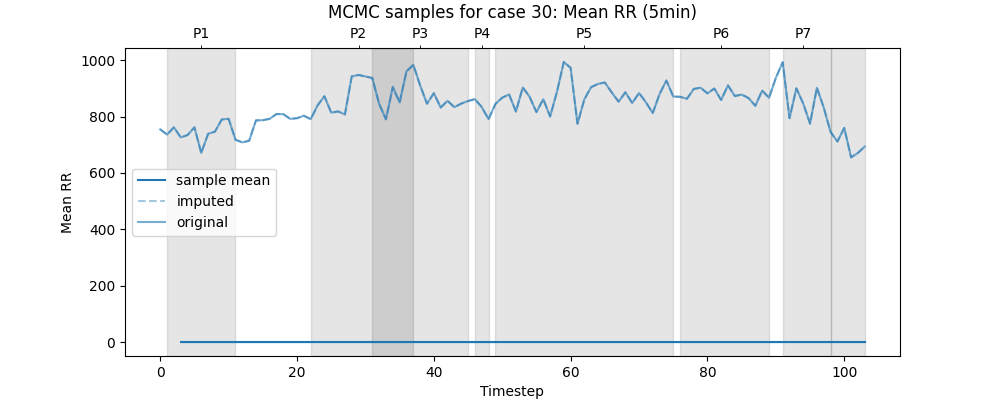 MCMC samples for case 30: Mean RR (5min)
P1 P2 P3 P4 P5 P6 P7
1000
800
600
400
200
0
Mean RR
sample mean
imputed
original
0 20 40 60 80 100
Timestep